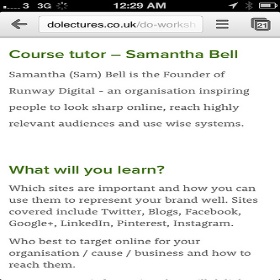 3 3G 12:29 AM
dolectures.co.uk/do-worksh
21
Course tutor – Samantha Bell
Samantha (Sam) Bell is the Founder of
Runway Digital - an organisation inspiring
people to look sharp online, reach highly
relevant audiences and use wise systems.
What will you learn?
Which sites are important and how you can
use them to represent your brand well. Sites
covered include Twitter, Blogs, Facebook,
Google+, LinkedIn, Pinterest, Instagram.
Who best to target online for your
organisation / cause / business and how to
reach them.